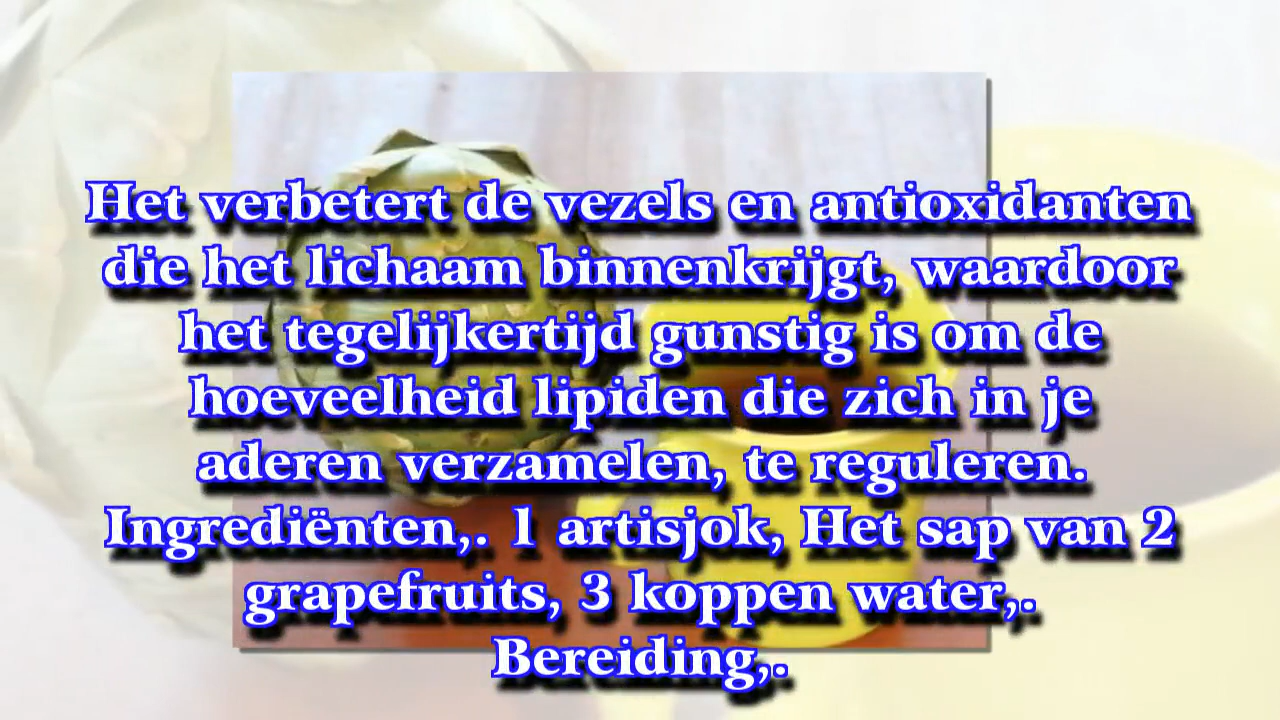 Het verbetert de vezels en antioxidanten
die het lichaam binnenkrijgt, waardoor
het tegelijkertijd gunstig is om de
hoeveelheid lipiden die zich in je
aderen verzamelen, te reguleren.
Ingrediënten,. 1 artisjok, Het sap van 2
grapefruits, 3 koppen water,.
Bereiding,.